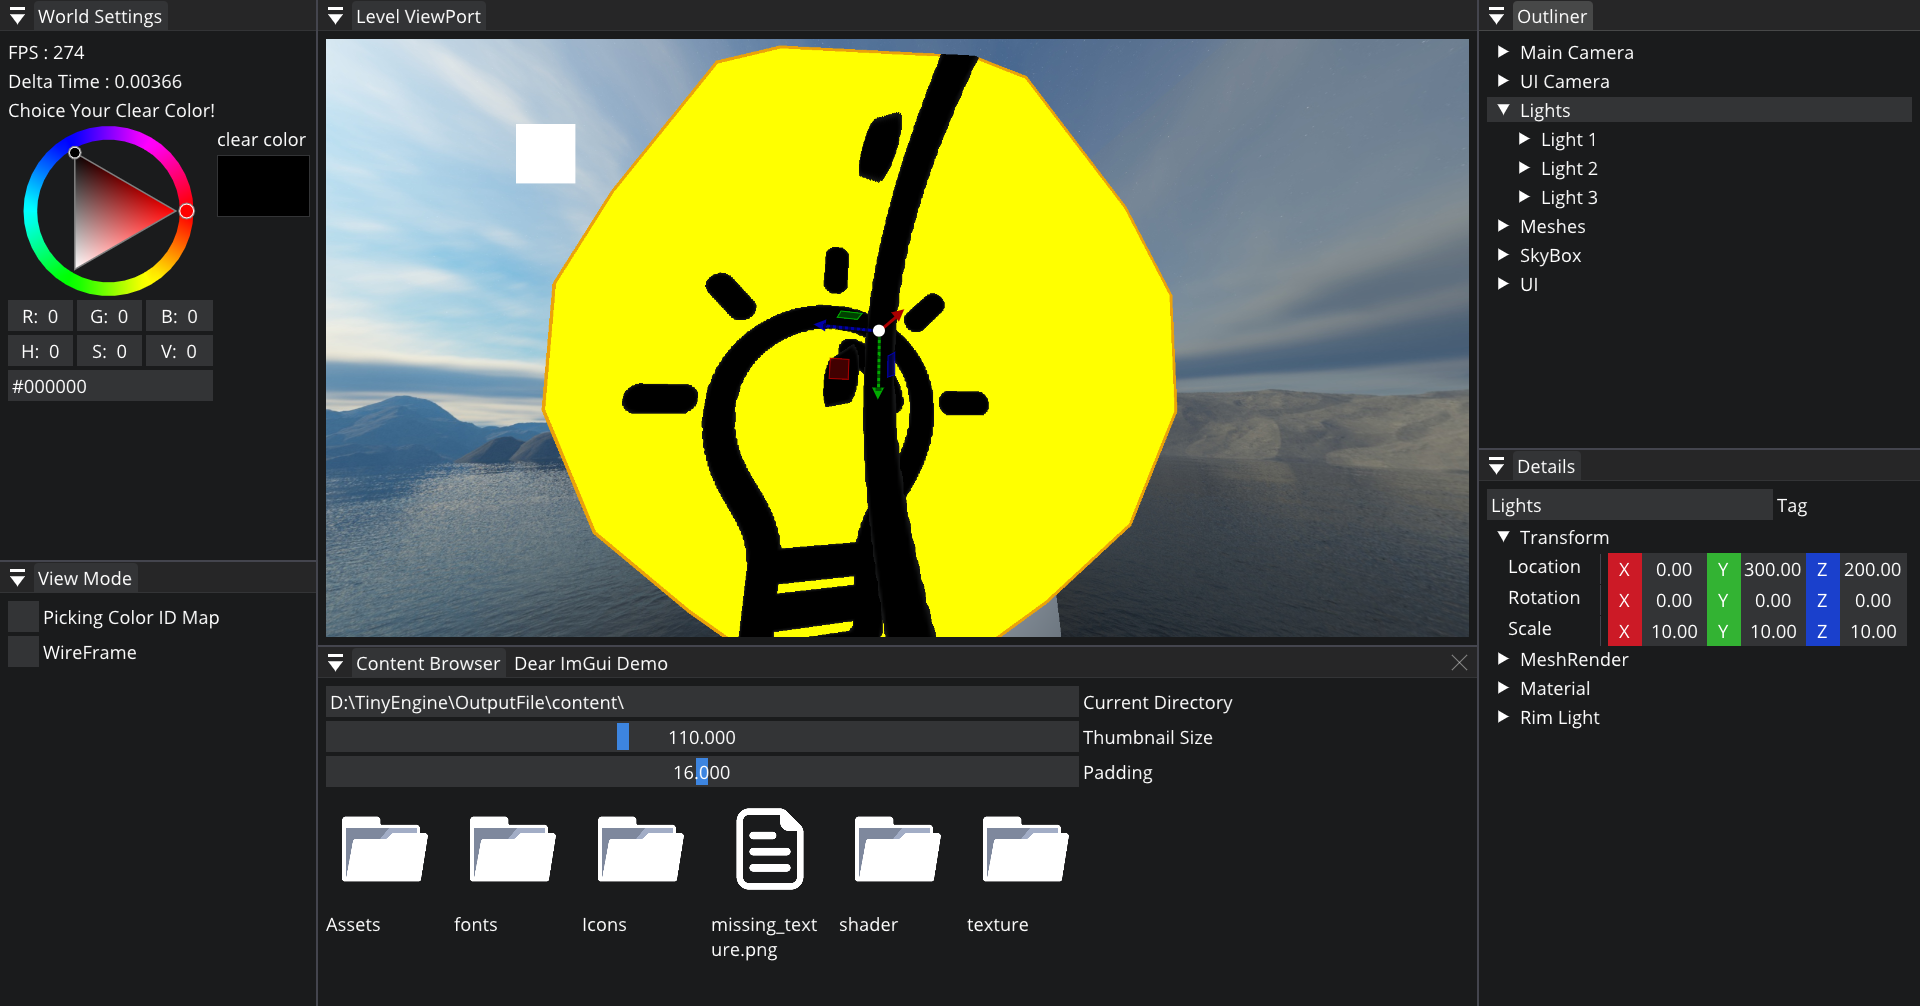 World Settings
FPS : 274
Delta Time : 0.00366
Choice Your Clear Color!
clear color
R: 0 G: 0 B: 0
H: 0 S: 0 V: 0
#000000
View Mode
Picking Color ID Map
WireFrame
Level ViewPort
Content Browser Dear ImGui Demo
D:\TinyEngine\OutputFile\content\ Current Directory
110.000 Thumbnail Size
16.000 Padding
Assets fonts Icons missing_text shader texture
ure.png
Outliner
Main Camera
UI Camera
Lights
Light 1
Light 2
Light 3
Meshes
SkyBox
UI
Details
Lights Tag
Transform
Location X 0.00 Y 300.00 Z 200.00
Rotation X 0.00 Y 0.00 Z 0.00
Scale X 10.00 Y 10.00 Z 10.00
MeshRender
Material
Rim Light